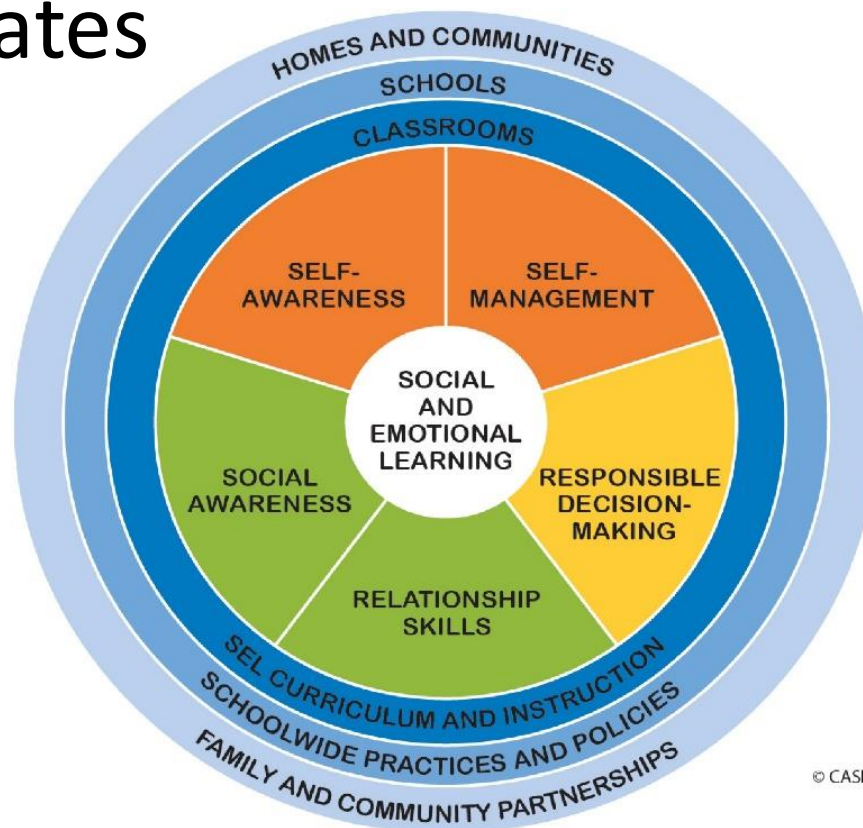 ates
HOMES AND COMMUNITIES
SCHOOLS
CLASSROOMS
SELF-
AWARENESS
SELF-
MANAGEMENT
SOCIAL
AND
EMOTIONAL
LEARNING
SOCIAL
AWARENESS
RESPONSIBLE
DECISION-
MAKING
RELATIONSHIP
SKILLS
SEL CURRICULUM AND INSTRUCTION
SCHOOLWIDE PRACTICES AND POLICIES
FAMILY AND COMMUNITY PARTNERSHIPS
© CAS